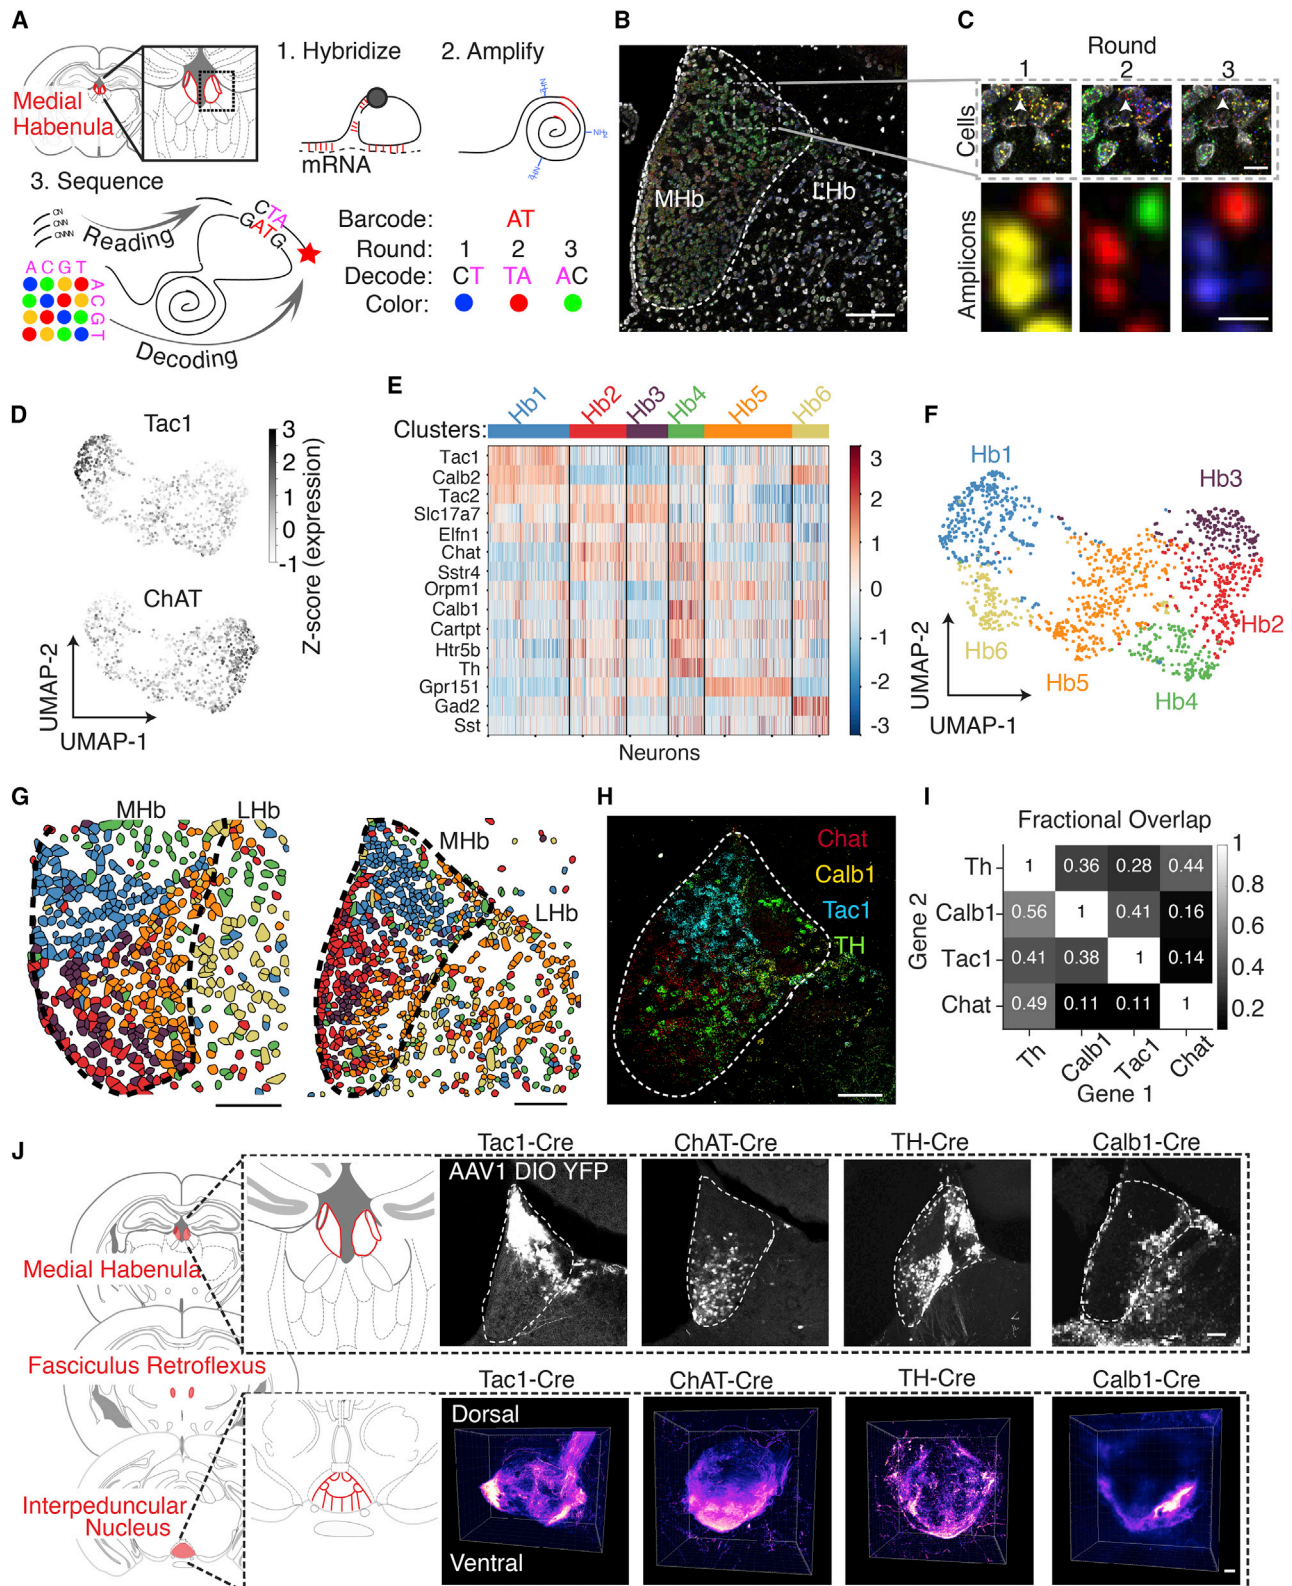 A
Medial
Habenula
1. Hybridize
mRNA
2. Amplify
NH₂
NH₂
NH₂
3. Sequence
CN
CNN
CNNN
Reading
CTA
GATG
A C G T
A
C
G
T
Decoding
Barcode: AT
Round: 1 2 3
Decode: CT TA AC
Color:
B
MHb
LHb
C
Round
1 2 3
Cells
Amplicons
D
Tac1
ChAT
3
2
1
0
-1
Z-score (expression)
UMAP-2
UMAP-1
E
Clusters: Hb1 Hb2 Hb3 Hb4 Hb5 Hb6
Tac1
Calb2
Tac2
Slc17a7
Elfn1
Chat
Sstr4
Orpm1
Calb1
Cartpt
Htr5b
Th
Gpr151
Gad2
Sst
Neurons
3
2
1
0
-1
-2
-3
F
Hb1
Hb3
Hb2
Hb6
Hb5
Hb4
UMAP-2
UMAP-1
G
MHb
LHb
MHb
LHb
H
Chat
Calb1
Tac1
TH
I
Fractional Overlap
Gene 2
Th 1 0.36 0.28 0.44
Calb1 0.56 1 0.41 0.16
Tac1 0.41 0.38 1 0.14
Chat 0.49 0.11 0.11 1
Th Calb1 Tac1 Chat
Gene 1
1
0.8
0.6
0.4
0.2
J
Medial Habenula
Fasciculus Retroflexus
Interpeduncular
Nucleus
Tac1-Cre ChAT-Cre TH-Cre Calb1-Cre
AAV1 DIO YFP
Tac1-Cre ChAT-Cre TH-Cre Calb1-Cre
Dorsal
Ventral